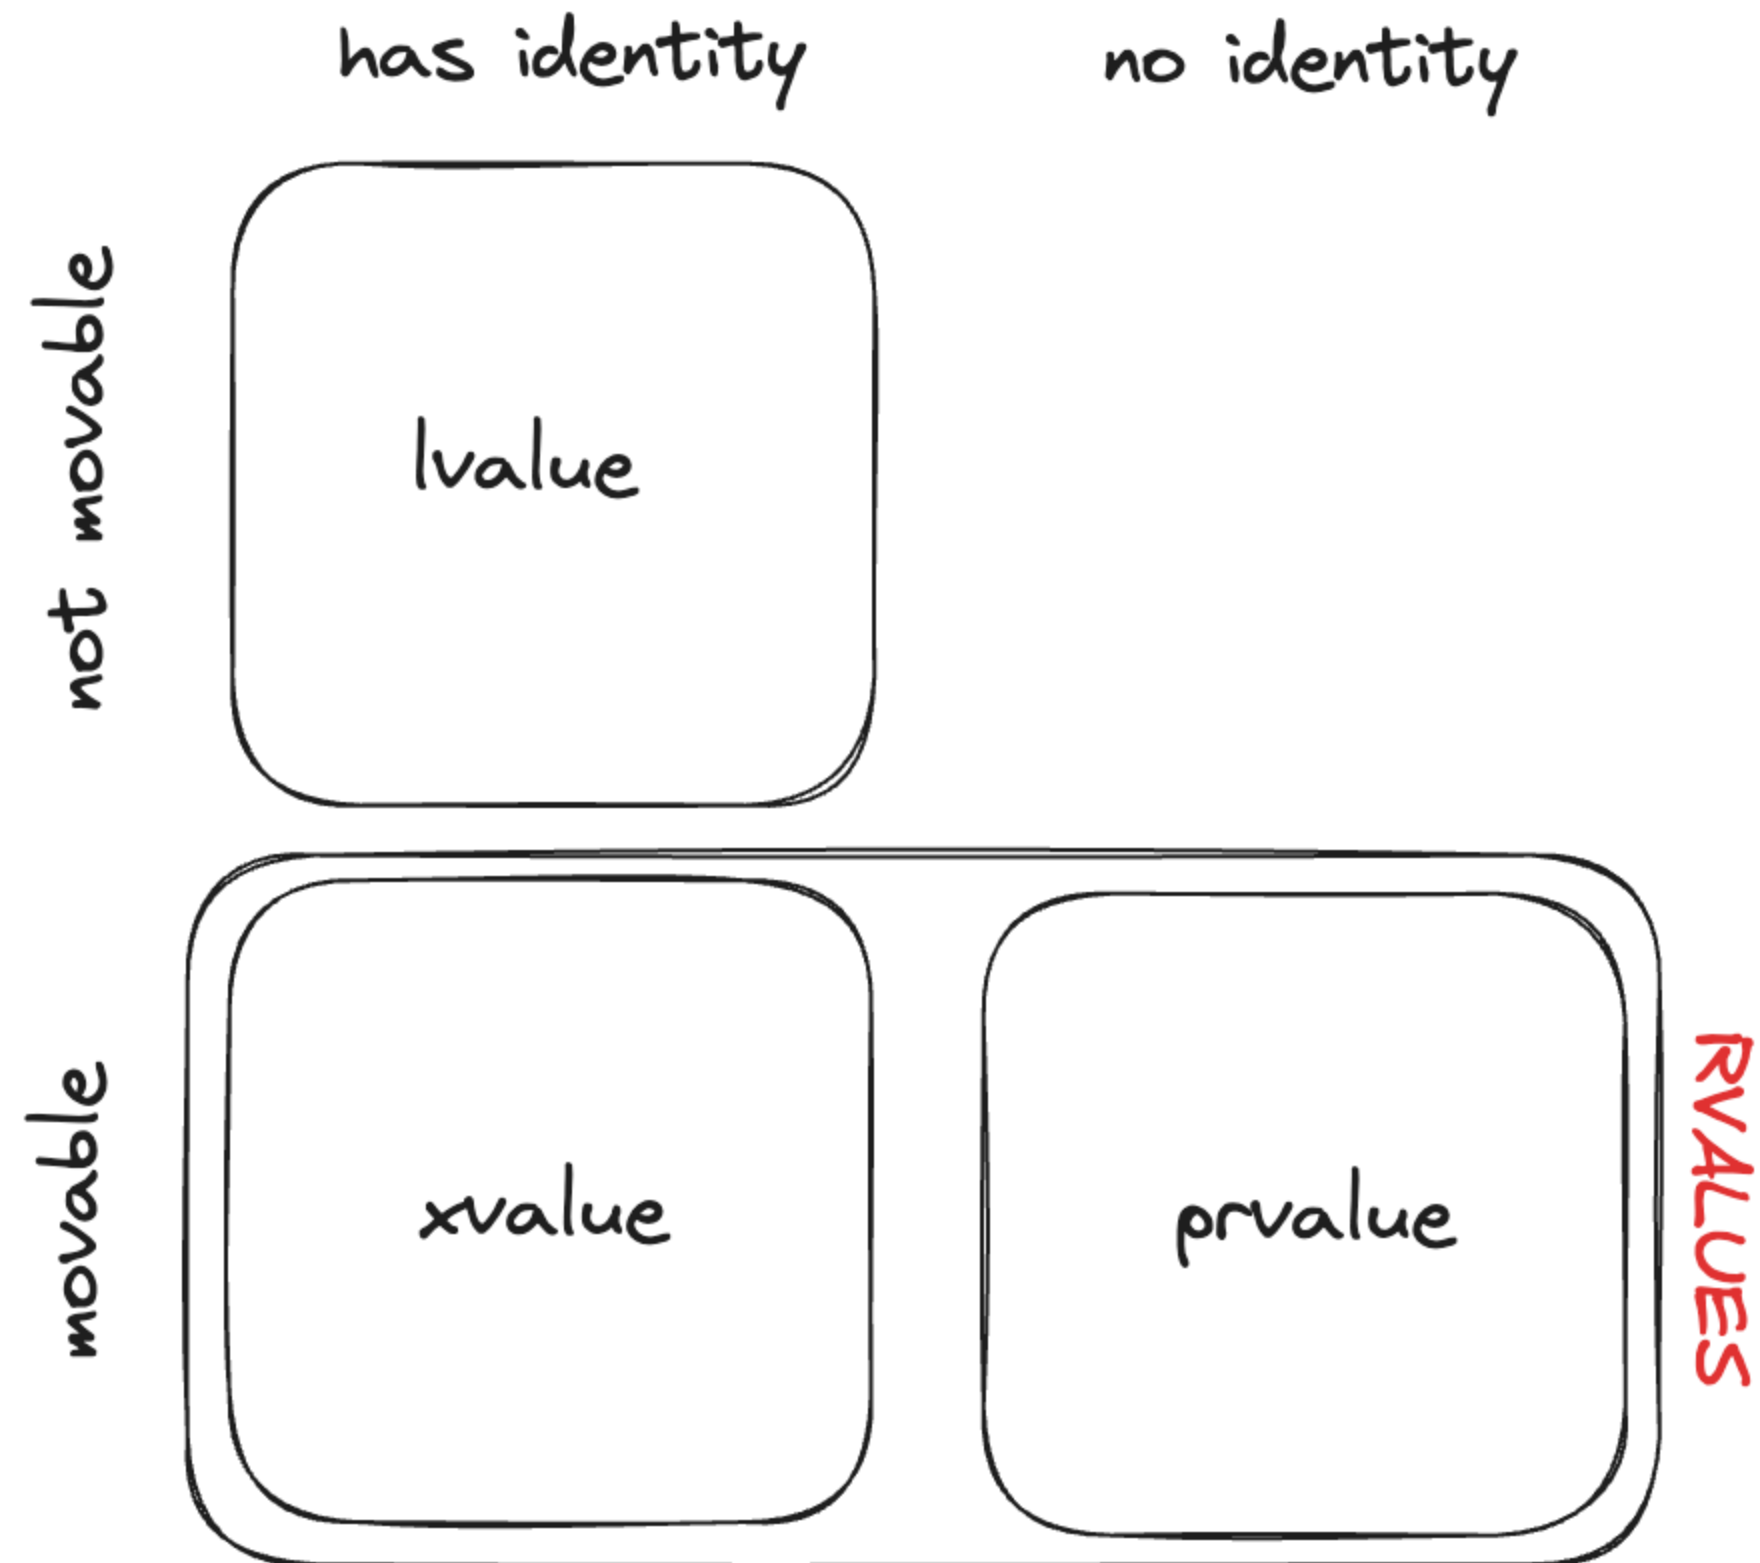 has identity
no identity
not movable
lvalue
movable
xvalue
prvalue
RVALUES